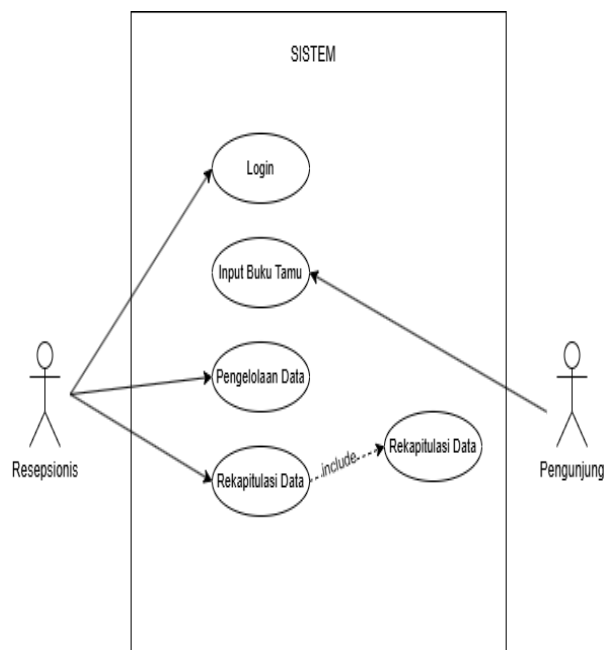 SISTEM
Login
Input Buku Tamu
Pengelolaan Data
Rekapitulasi Data
include
Rekapitulasi Data
Resepsionis
Pengunjung